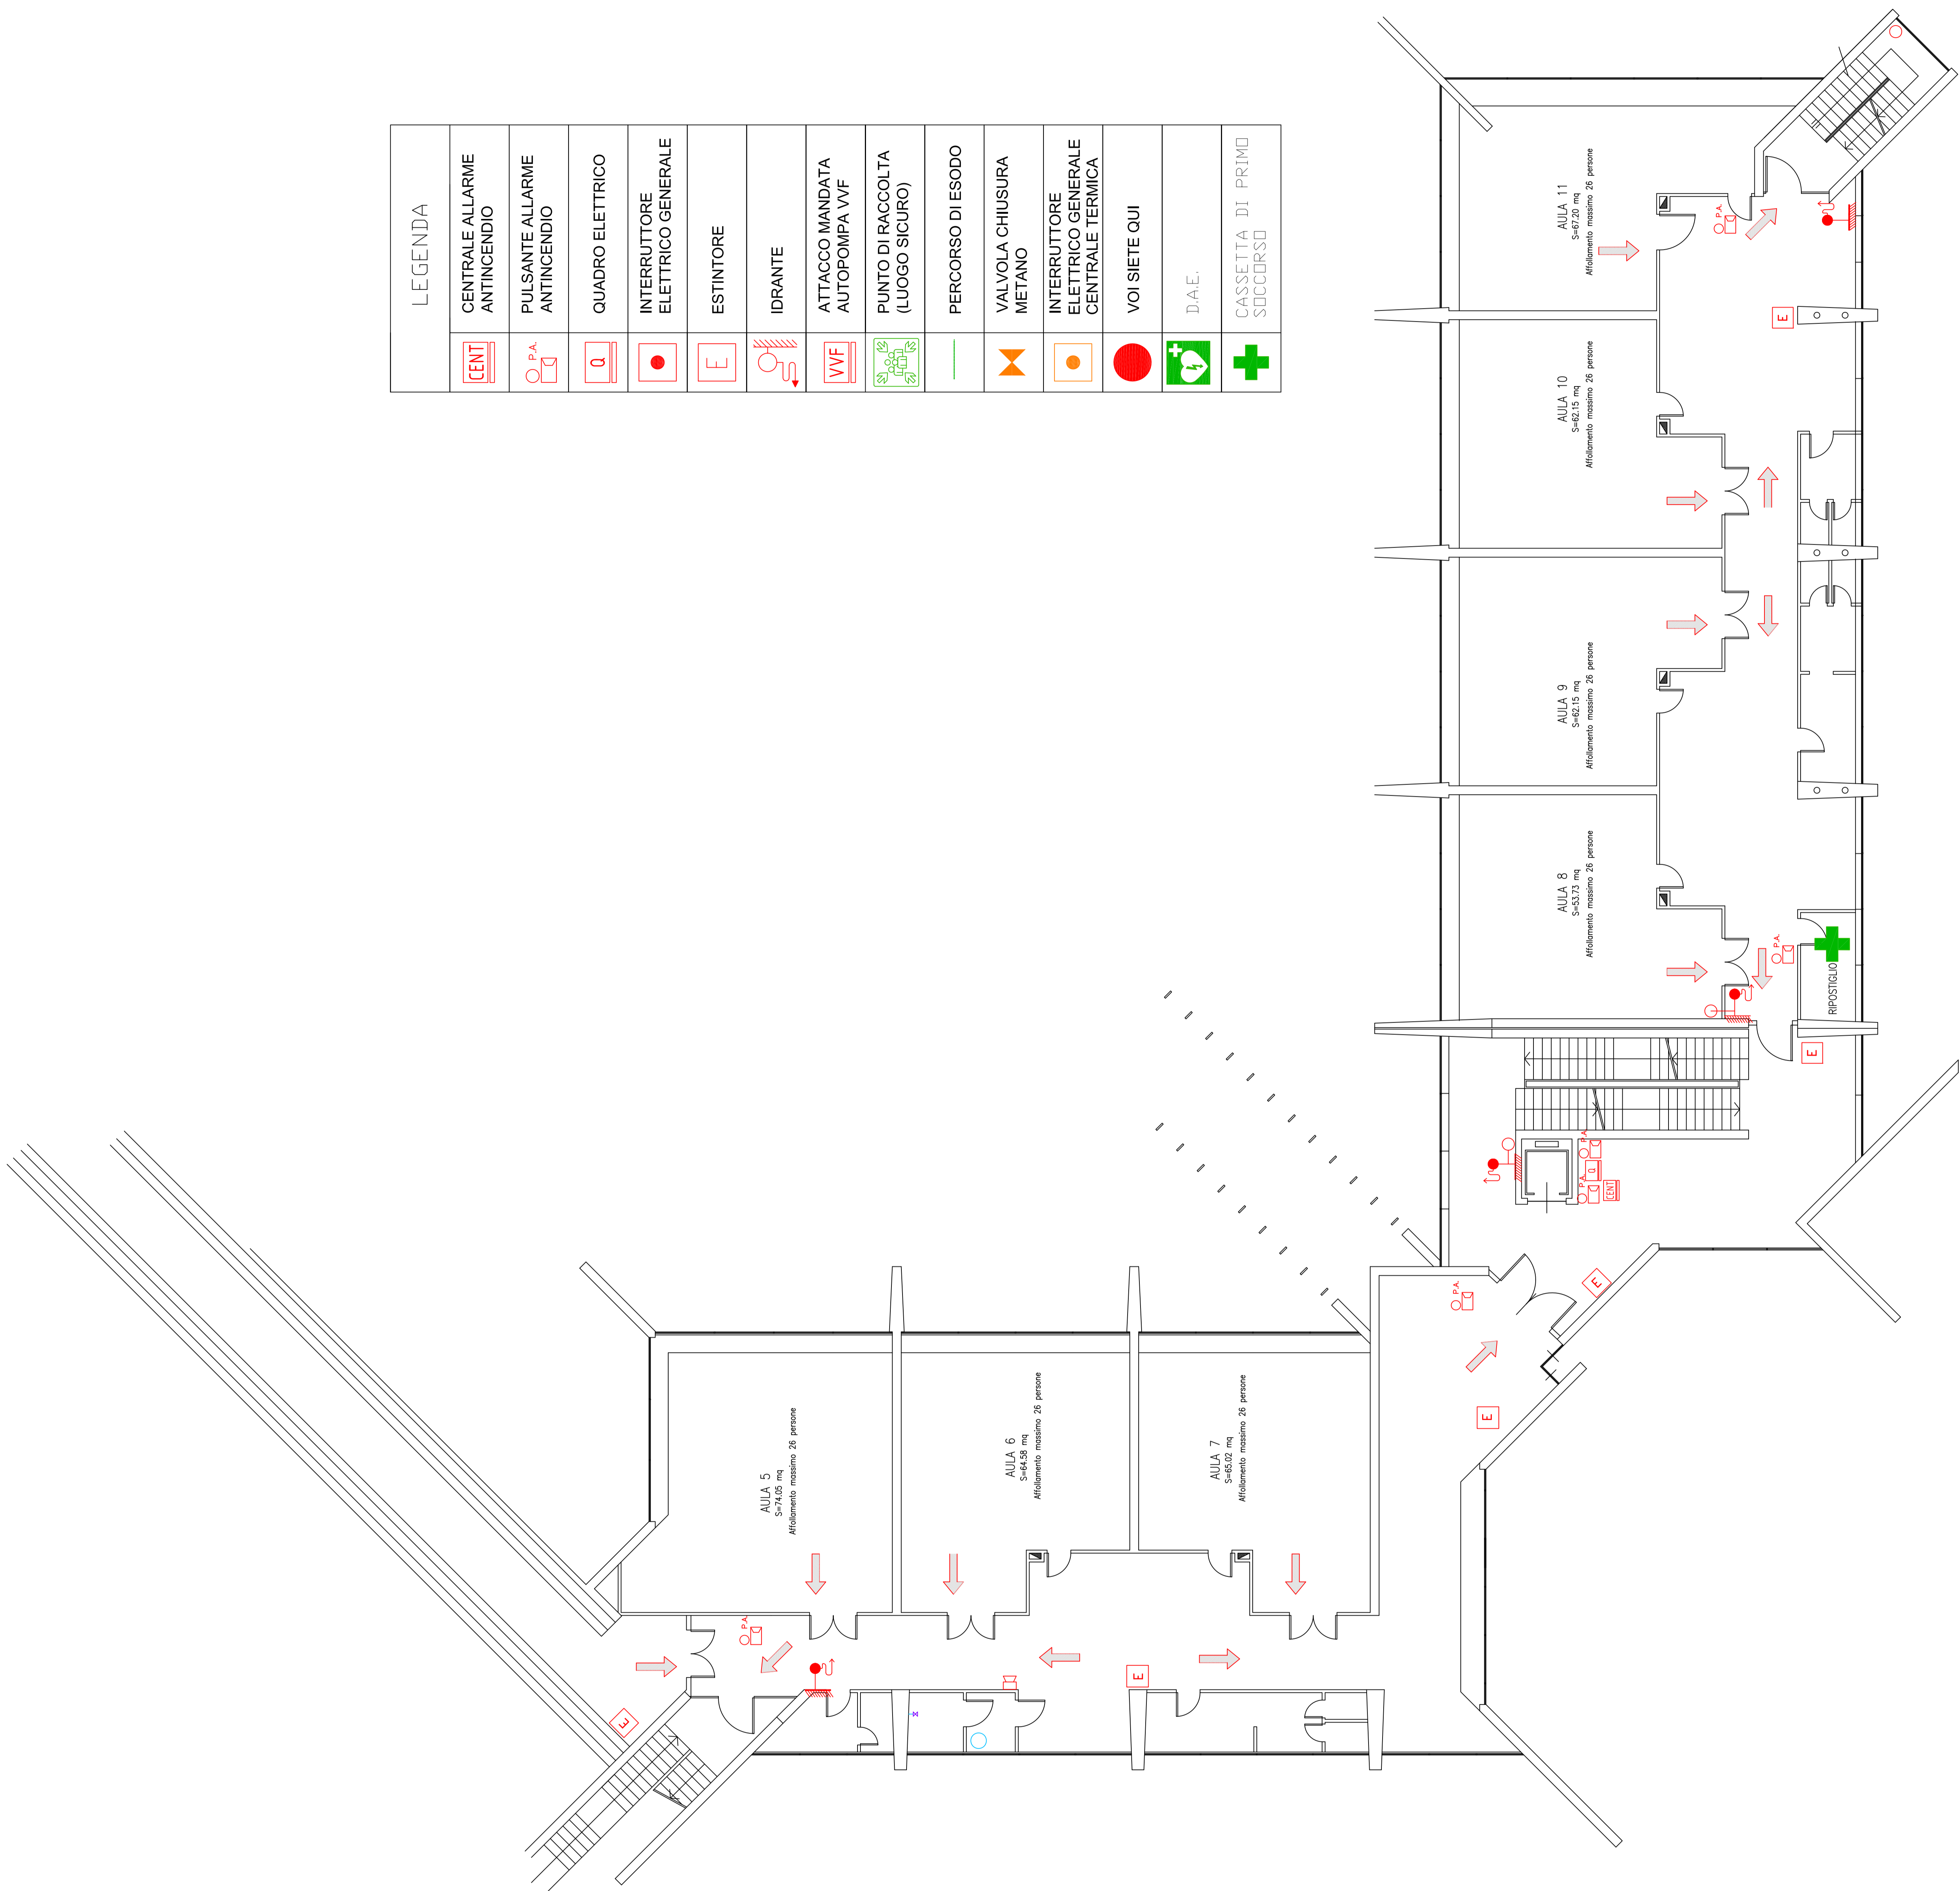 LEGENDA
CENT
CENTRALE ALLARME
ANTINCENDIO
P.A.
PULSANTE ALLARME
ANTINCENDIO
Q
QUADRO ELETTRICO
INTERRUTTORE
ELETTRICO GENERALE
E
ESTINTORE
IDRANTE
VVF
ATTACCO MANDATA
AUTOPOMPA VVF
PUNTO DI RACCOLTA
(LUOGO SICURO)
PERCORSO DI ESODO
VALVOLA CHIUSURA
METANO
INTERRUTTORE
ELETTRICO GENERALE
CENTRALE TERMICA
VOI SIETE QUI
D.A.E.
CASSETTA DI PRIMO
SOCCORSO
AULA 11
S=67.20 mq
Affollamento massimo 26 persone
P.A.
E
AULA 10
S=62.15 mq
Affollamento massimo 26 persone
AULA 9
S=62.15 mq
Affollamento massimo 26 persone
AULA 8
S=53.73 mq
Affollamento massimo 26 persone
P.A.
RIPOSTIGLIO
E
P.A.
Q
P.A.
CENT
E
P.A.
E
AULA 5
S=74.05 mq
Affollamento massimo 26 persone
AULA 6
S=64.58 mq
Affollamento massimo 26 persone
AULA 7
S=65.02 mq
Affollamento massimo 26 persone
P.A.
E
E